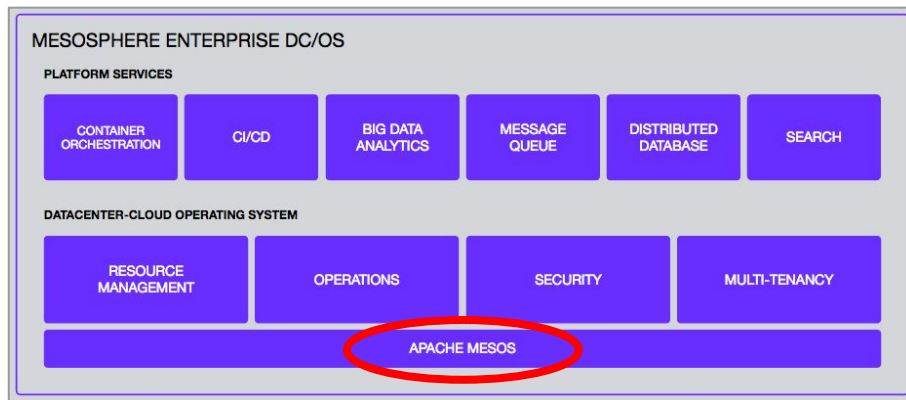 MESOSPHERE ENTERPRISE DC/OS
PLATFORM SERVICES
CONTAINER
ORCHESTRATION
CI/CD
BIG DATA
ANALYTICS
MESSAGE
QUEUE
DISTRIBUTED
DATABASE
SEARCH
DATACENTER-CLOUD OPERATING SYSTEM
RESOURCE
MANAGEMENT
OPERATIONS
SECURITY
MULTI-TENANCY
APACHE MESOS